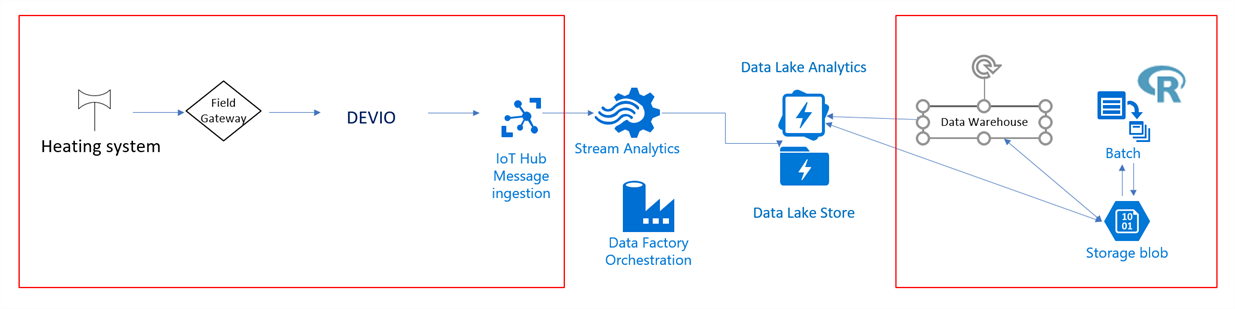 Heating system
Field
Gateway
DEVIO
IoT Hub
Message
ingestion
Stream Analytics
Data Factory
Orchestration
Data Lake Analytics
Data Lake Store
Data Warehouse
R
Batch
10
01
Storage blob